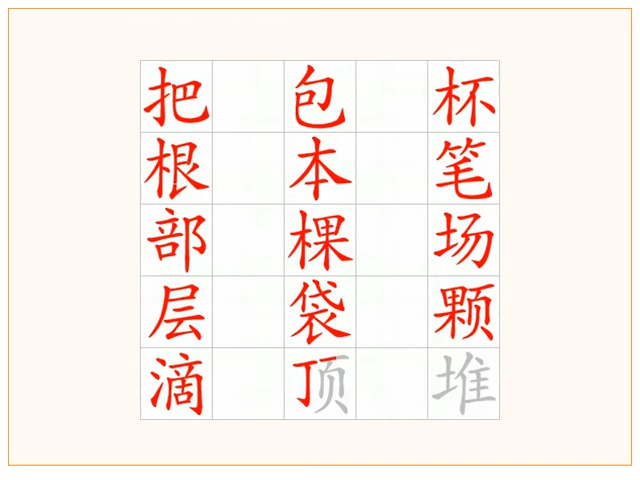 把 包 杯
根 本 笔
部 棵 场
层 袋 颗
滴 顶 堆